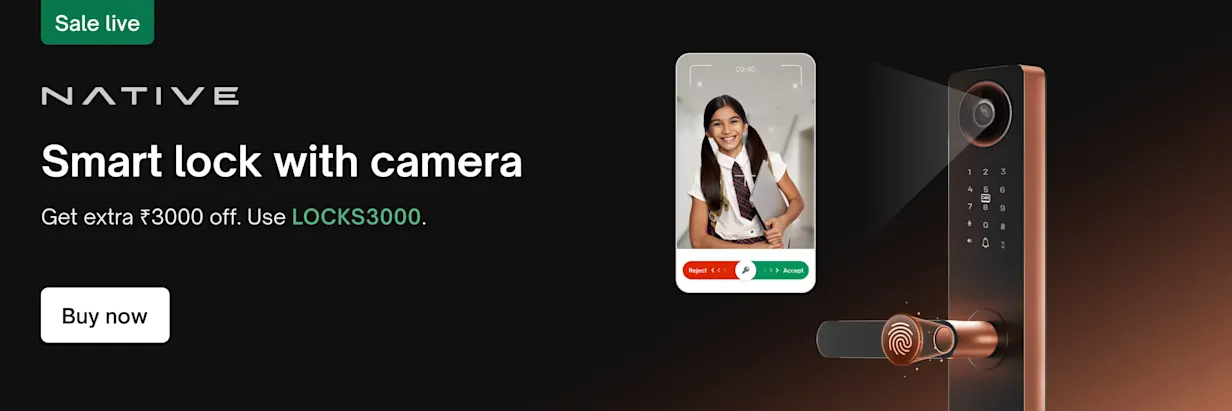 Sale live
NATIVE
Smart lock with camera
Get extra ₹3000 off. Use LOCKS3000.
Buy now
09:40
Reject
Accept
1 2 3
4 5 6
7 8 9
* 0 #